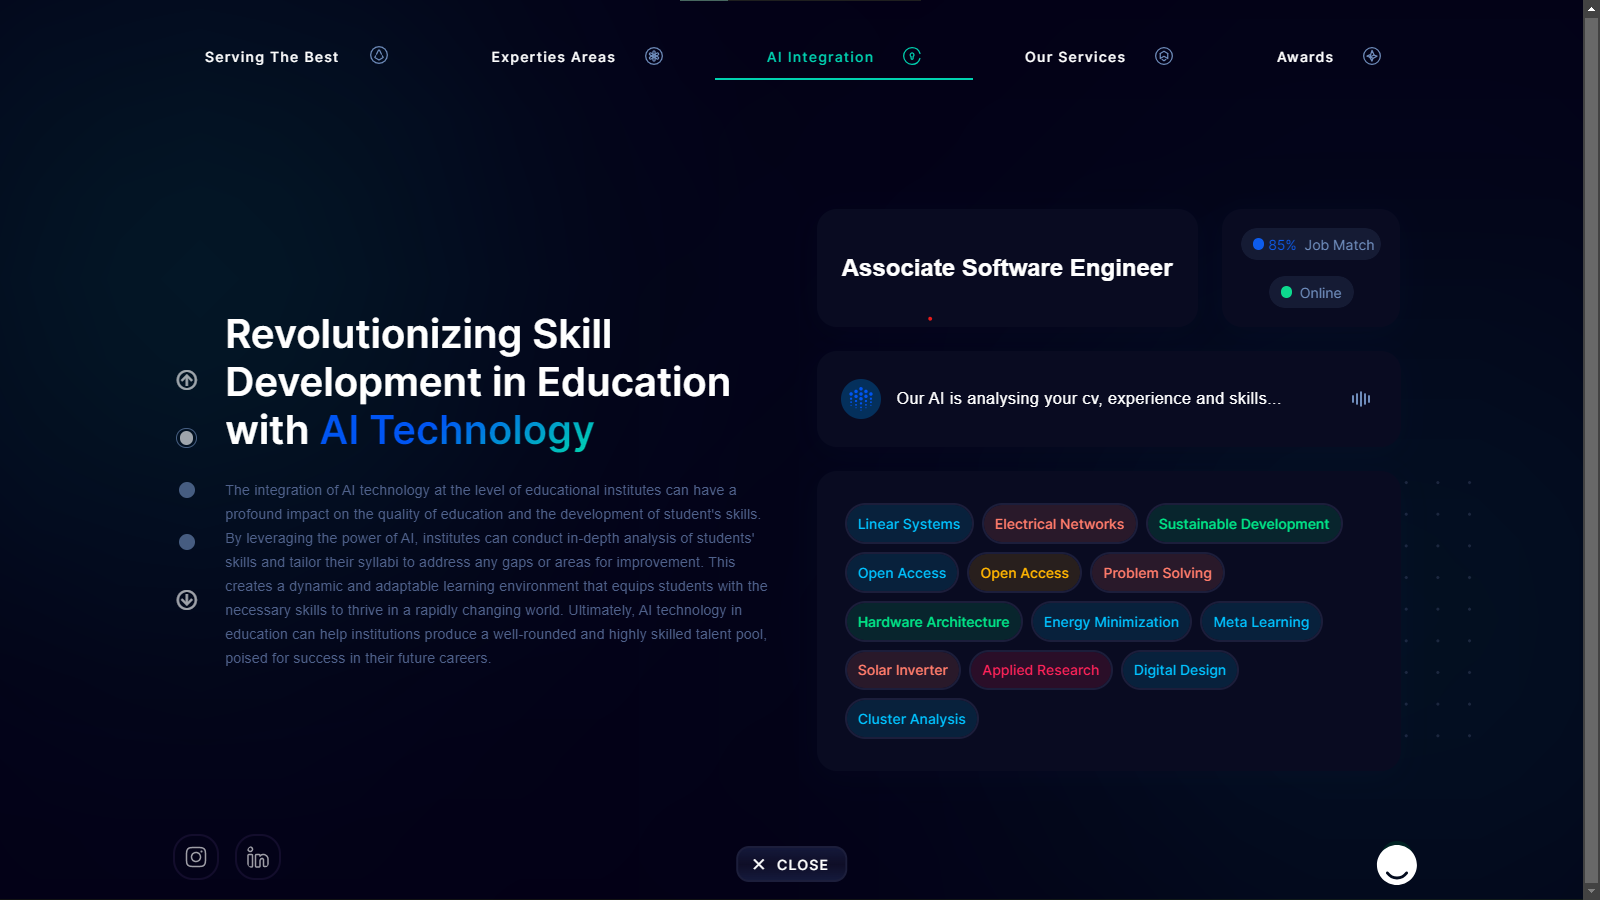 Serving The Best
Experties Areas
AI Integration
Our Services
Awards
Revolutionizing Skill
Development in Education
with AI Technology
The integration of AI technology at the level of educational institutes can have a
profound impact on the quality of education and the development of student's skills.
By leveraging the power of AI, institutes can conduct in-depth analysis of students'
skills and tailor their syllabi to address any gaps or areas for improvement. This
creates a dynamic and adaptable learning environment that equips students with the
necessary skills to thrive in a rapidly changing world. Ultimately, AI technology in
education can help institutions produce a well-rounded and highly skilled talent pool,
poised for success in their future careers.
Associate Software Engineer
85% Job Match
Online
Our AI is analysing your cv, experience and skills...
Linear Systems
Electrical Networks
Sustainable Development
Open Access
Open Access
Problem Solving
Hardware Architecture
Energy Minimization
Meta Learning
Solar Inverter
Applied Research
Digital Design
Cluster Analysis
in
CLOSE